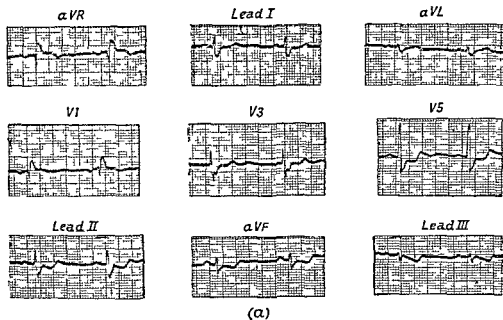 aVR Lead I aVL
V1 V3 V5
Lead II aVF Lead III
(a)